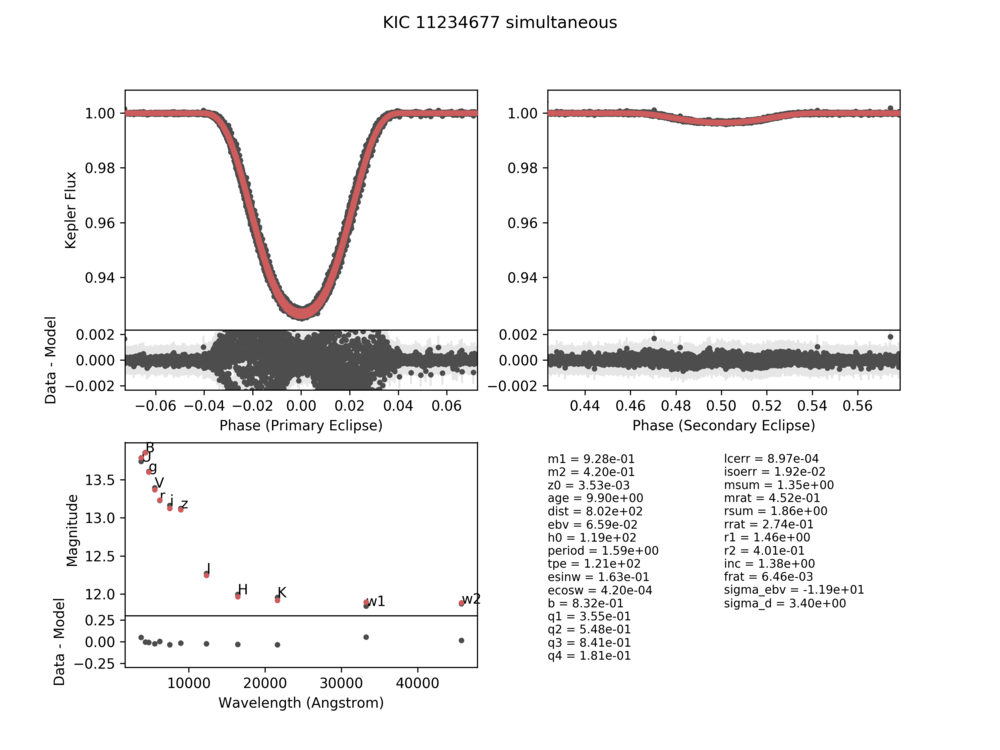 KIC 11234677 simultaneous
1.00
0.98
0.96
0.94
Kepler Flux
0.002
0.000
−0.002
Data - Model
−0.06 −0.04 −0.02 0.00 0.02 0.04 0.06
Phase (Primary Eclipse)
1.00
0.98
0.96
0.94
0.002
0.000
−0.002
0.44 0.46 0.48 0.50 0.52 0.54 0.56
Phase (Secondary Eclipse)
13.5
13.0
12.5
12.0
Magnitude
B
U
g
V
r i z
J
H
K
w1
w2
0.25
0.00
−0.25
Data - Model
10000 20000 30000 40000
Wavelength (Angstrom)
m1 = 9.28e-01
m2 = 4.20e-01
z0 = 3.53e-03
age = 9.90e+00
dist = 8.02e+02
ebv = 6.59e-02
h0 = 1.19e+02
period = 1.59e+00
tpe = 1.21e+02
esinw = 1.63e-01
ecosw = 4.20e-04
b = 8.32e-01
q1 = 3.55e-01
q2 = 5.48e-01
q3 = 8.41e-01
q4 = 1.81e-01
lcerr = 8.97e-04
isoerr = 1.92e-02
msum = 1.35e+00
mrat = 4.52e-01
rsum = 1.86e+00
rrat = 2.74e-01
r1 = 1.46e+00
r2 = 4.01e-01
inc = 1.38e+00
frat = 6.46e-03
sigma_ebv = -1.19e+01
sigma_d = 3.40e+00